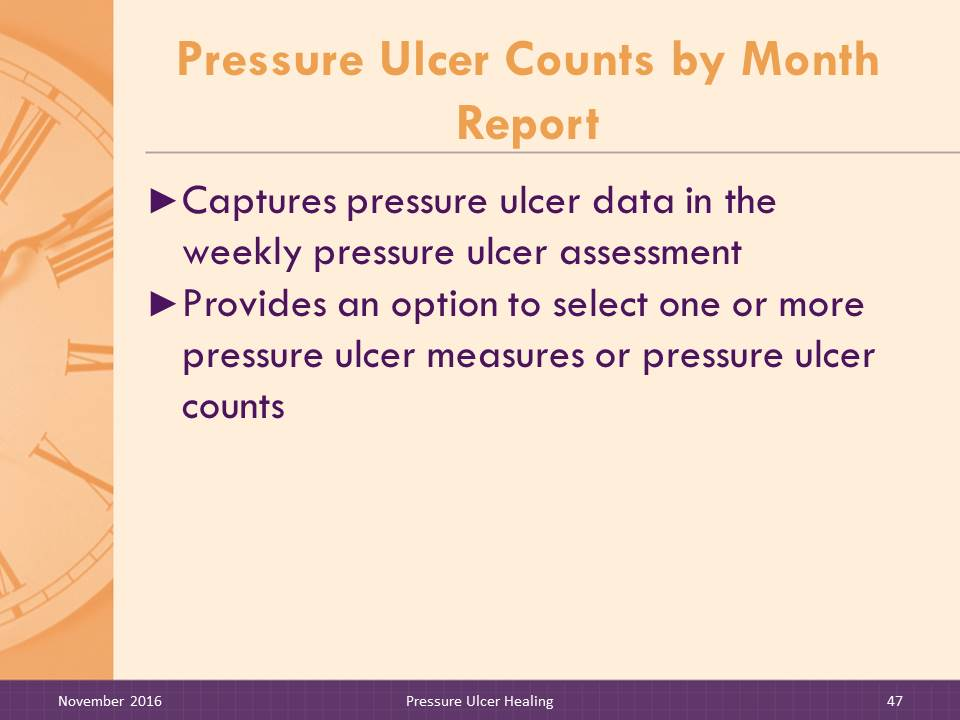 Pressure Ulcer Counts by Month
Report
►Captures pressure ulcer data in the
weekly pressure ulcer assessment
►Provides an option to select one or more
pressure ulcer measures or pressure ulcer
counts
November 2016
Pressure Ulcer Healing
47